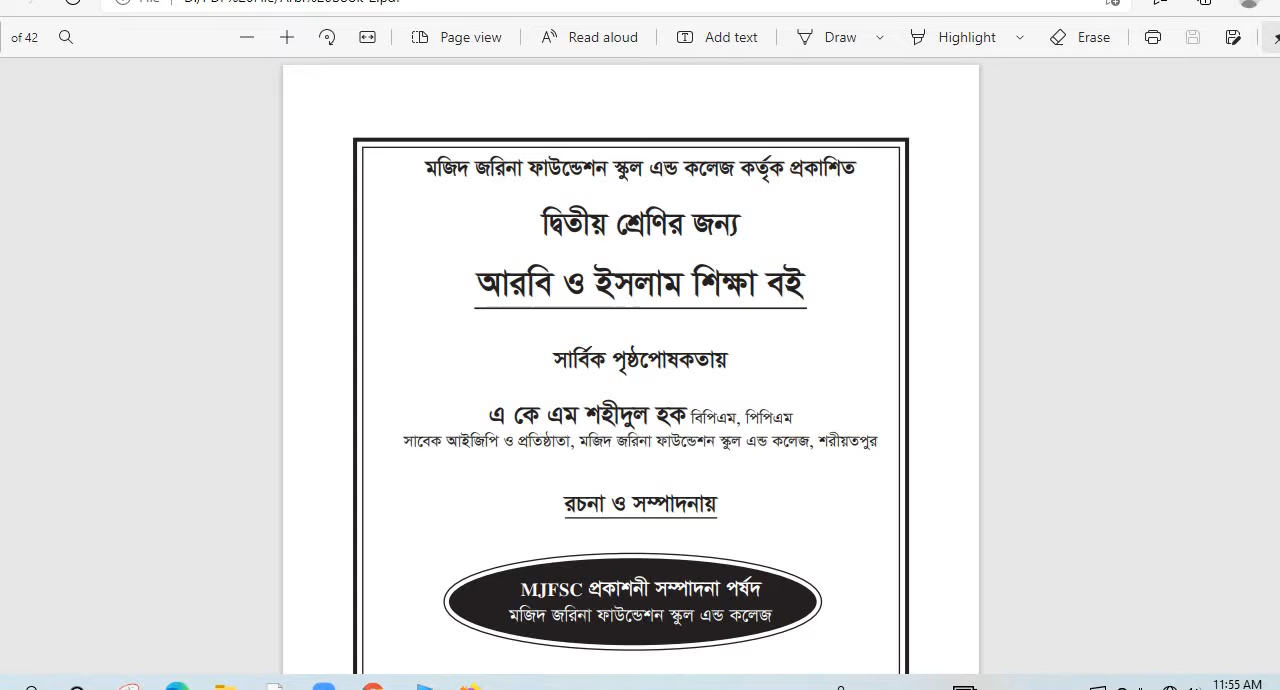 of 42 Page view Read aloud Add text Draw Highlight Erase
মজিদ জরিনা ফাউন্ডেশন স্কুল এন্ড কলেজ কর্তৃক প্রকাশিত
দ্বিতীয় শ্রেণির জন্য
আরবি ও ইসলাম শিক্ষা বই
সার্বিক পৃষ্ঠপোষকতায়
এ কে এম শহীদুল হক বিপিএম, পিপিএম
সাবেক আইজিপি ও প্রতিষ্ঠাতা, মজিদ জরিনা ফাউন্ডেশন স্কুল এন্ড কলেজ, শরীয়তপুর
রচনা ও সম্পাদনায়
MJFSC প্রকাশনী সম্পাদনা পর্ষদ
মজিদ জরিনা ফাউন্ডেশন স্কুল এন্ড কলেজ
11:55 AM